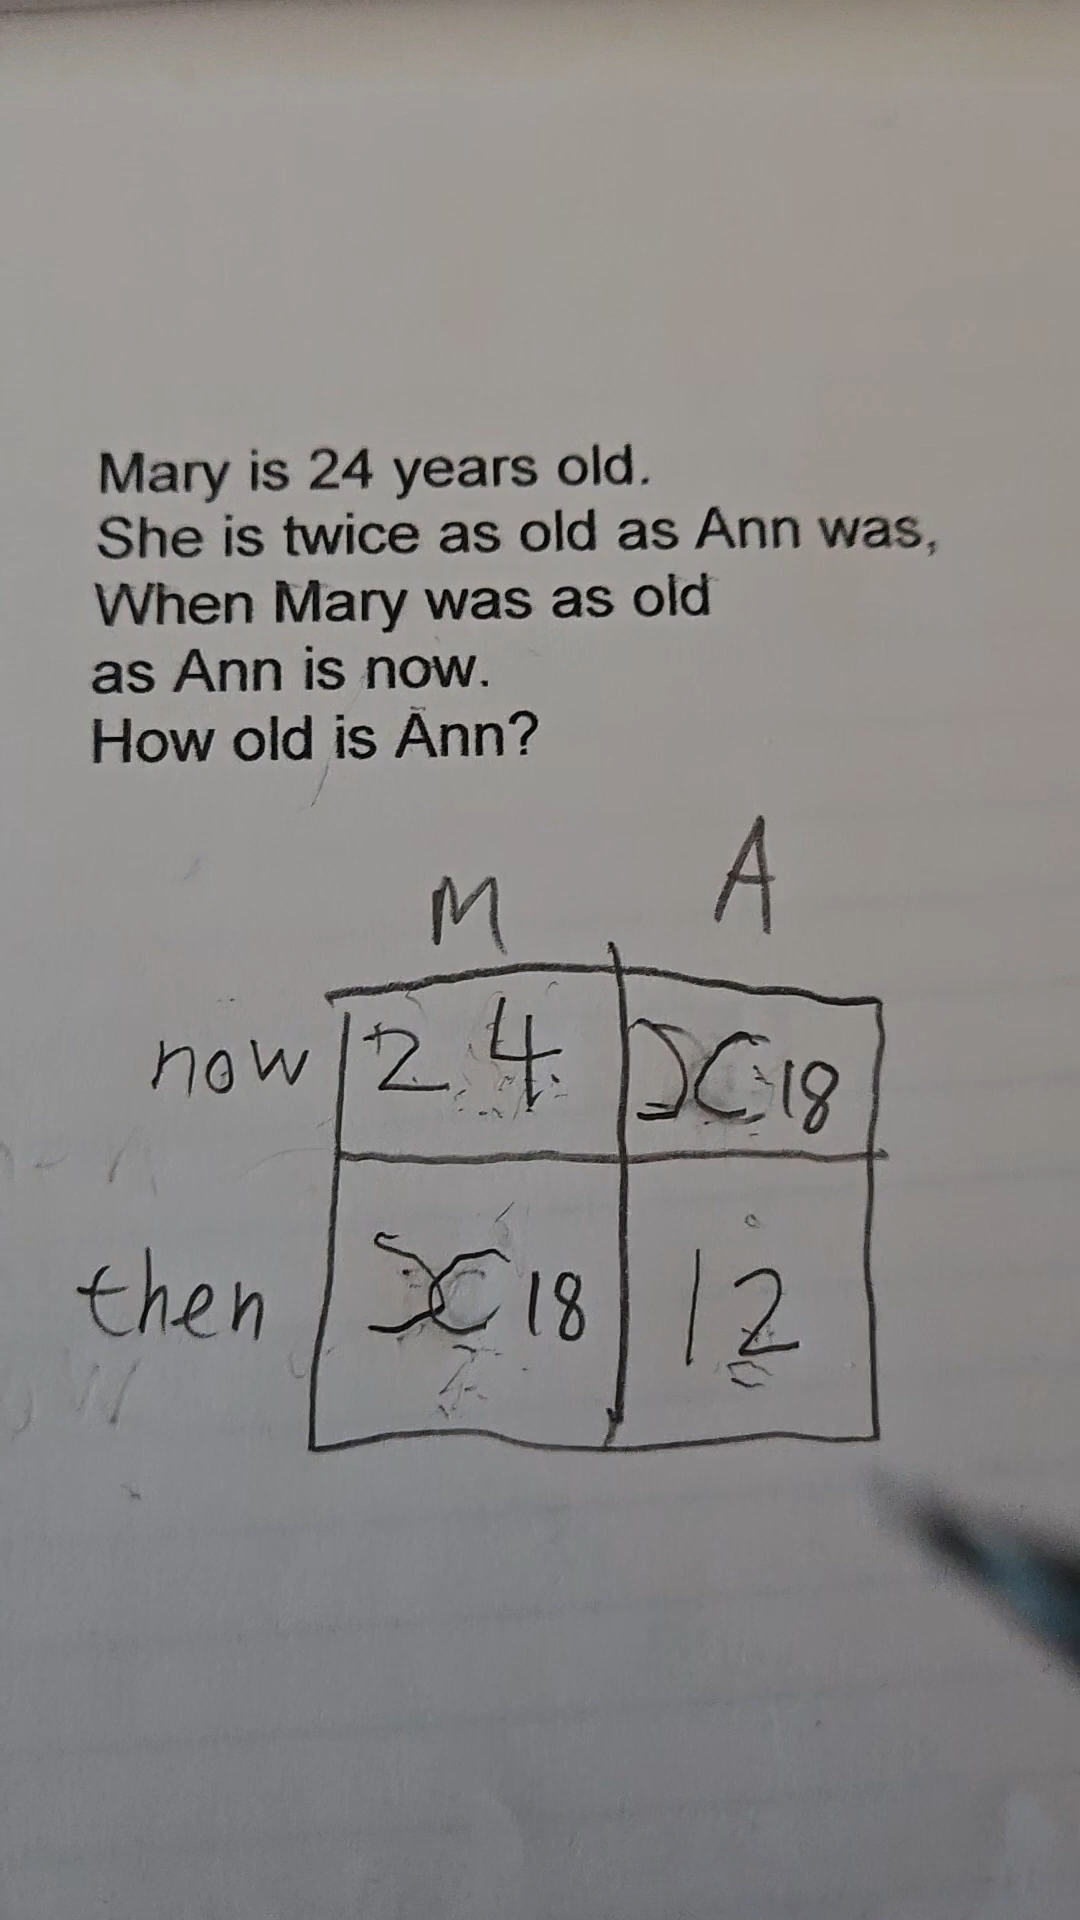 Mary is 24 years old.
She is twice as old as Ann was,
When Mary was as old
as Ann is now.
How old is Ann?
M A
now 24 x 18
then x 18 12